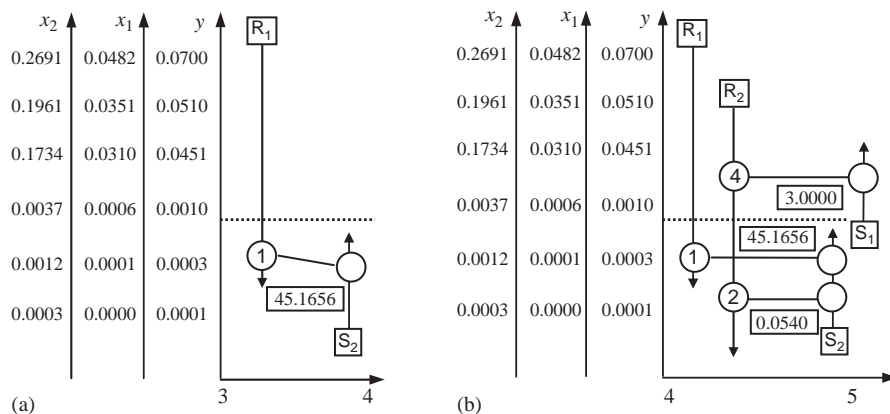 x2 x1 y R1
0.2691 0.0482 0.0700
0.1961 0.0351 0.0510
0.1734 0.0310 0.0451
0.0037 0.0006 0.0010
0.0012 0.0001 0.0003 1
45.1656
0.0003 0.0000 0.0001
S2
(a) 3 4
x2 x1 y R1
0.2691 0.0482 0.0700
R2
0.1961 0.0351 0.0510
0.1734 0.0310 0.0451
4
3.0000
0.0037 0.0006 0.0010
45.1656 S1
0.0012 0.0001 0.0003 1
2
0.0003 0.0000 0.0001
0.0540 S2
(b) 4 5